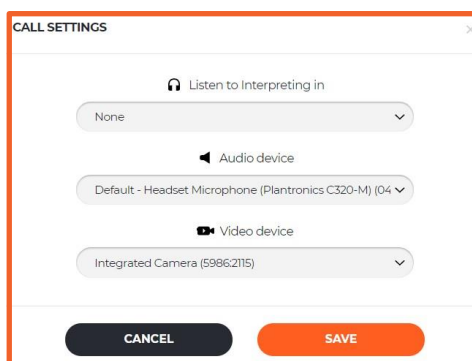 CALL SETTINGS
Listen to Interpreting in
None
Audio device
Default - Headset Microphone (Plantronics C320-M) (04
Video device
Integrated Camera (5986:2115)
CANCEL SAVE